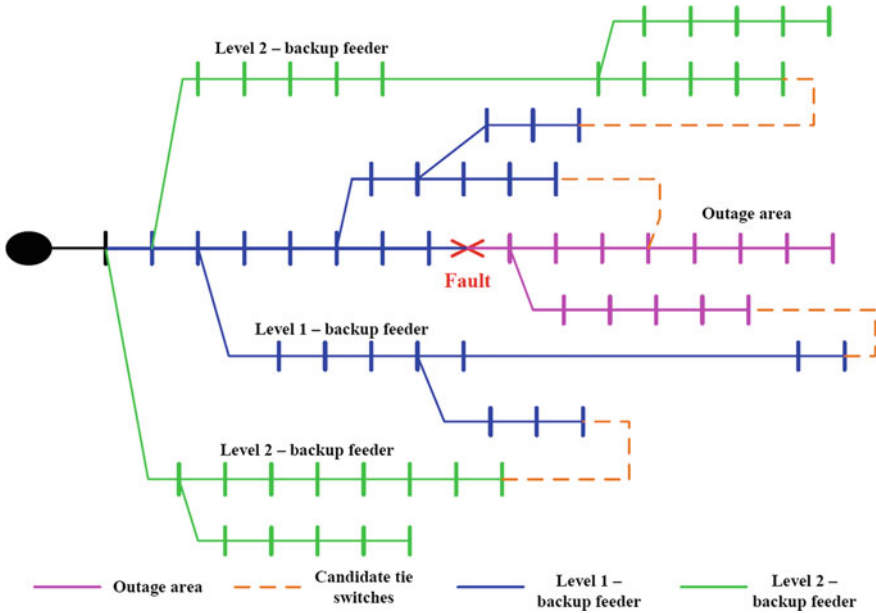 Level 2 – backup feeder
Outage area
Fault
Level 1 – backup feeder
Level 2 – backup feeder
Outage area
Candidate tie
switches
Level 1 –
backup feeder
Level 2 –
backup feeder